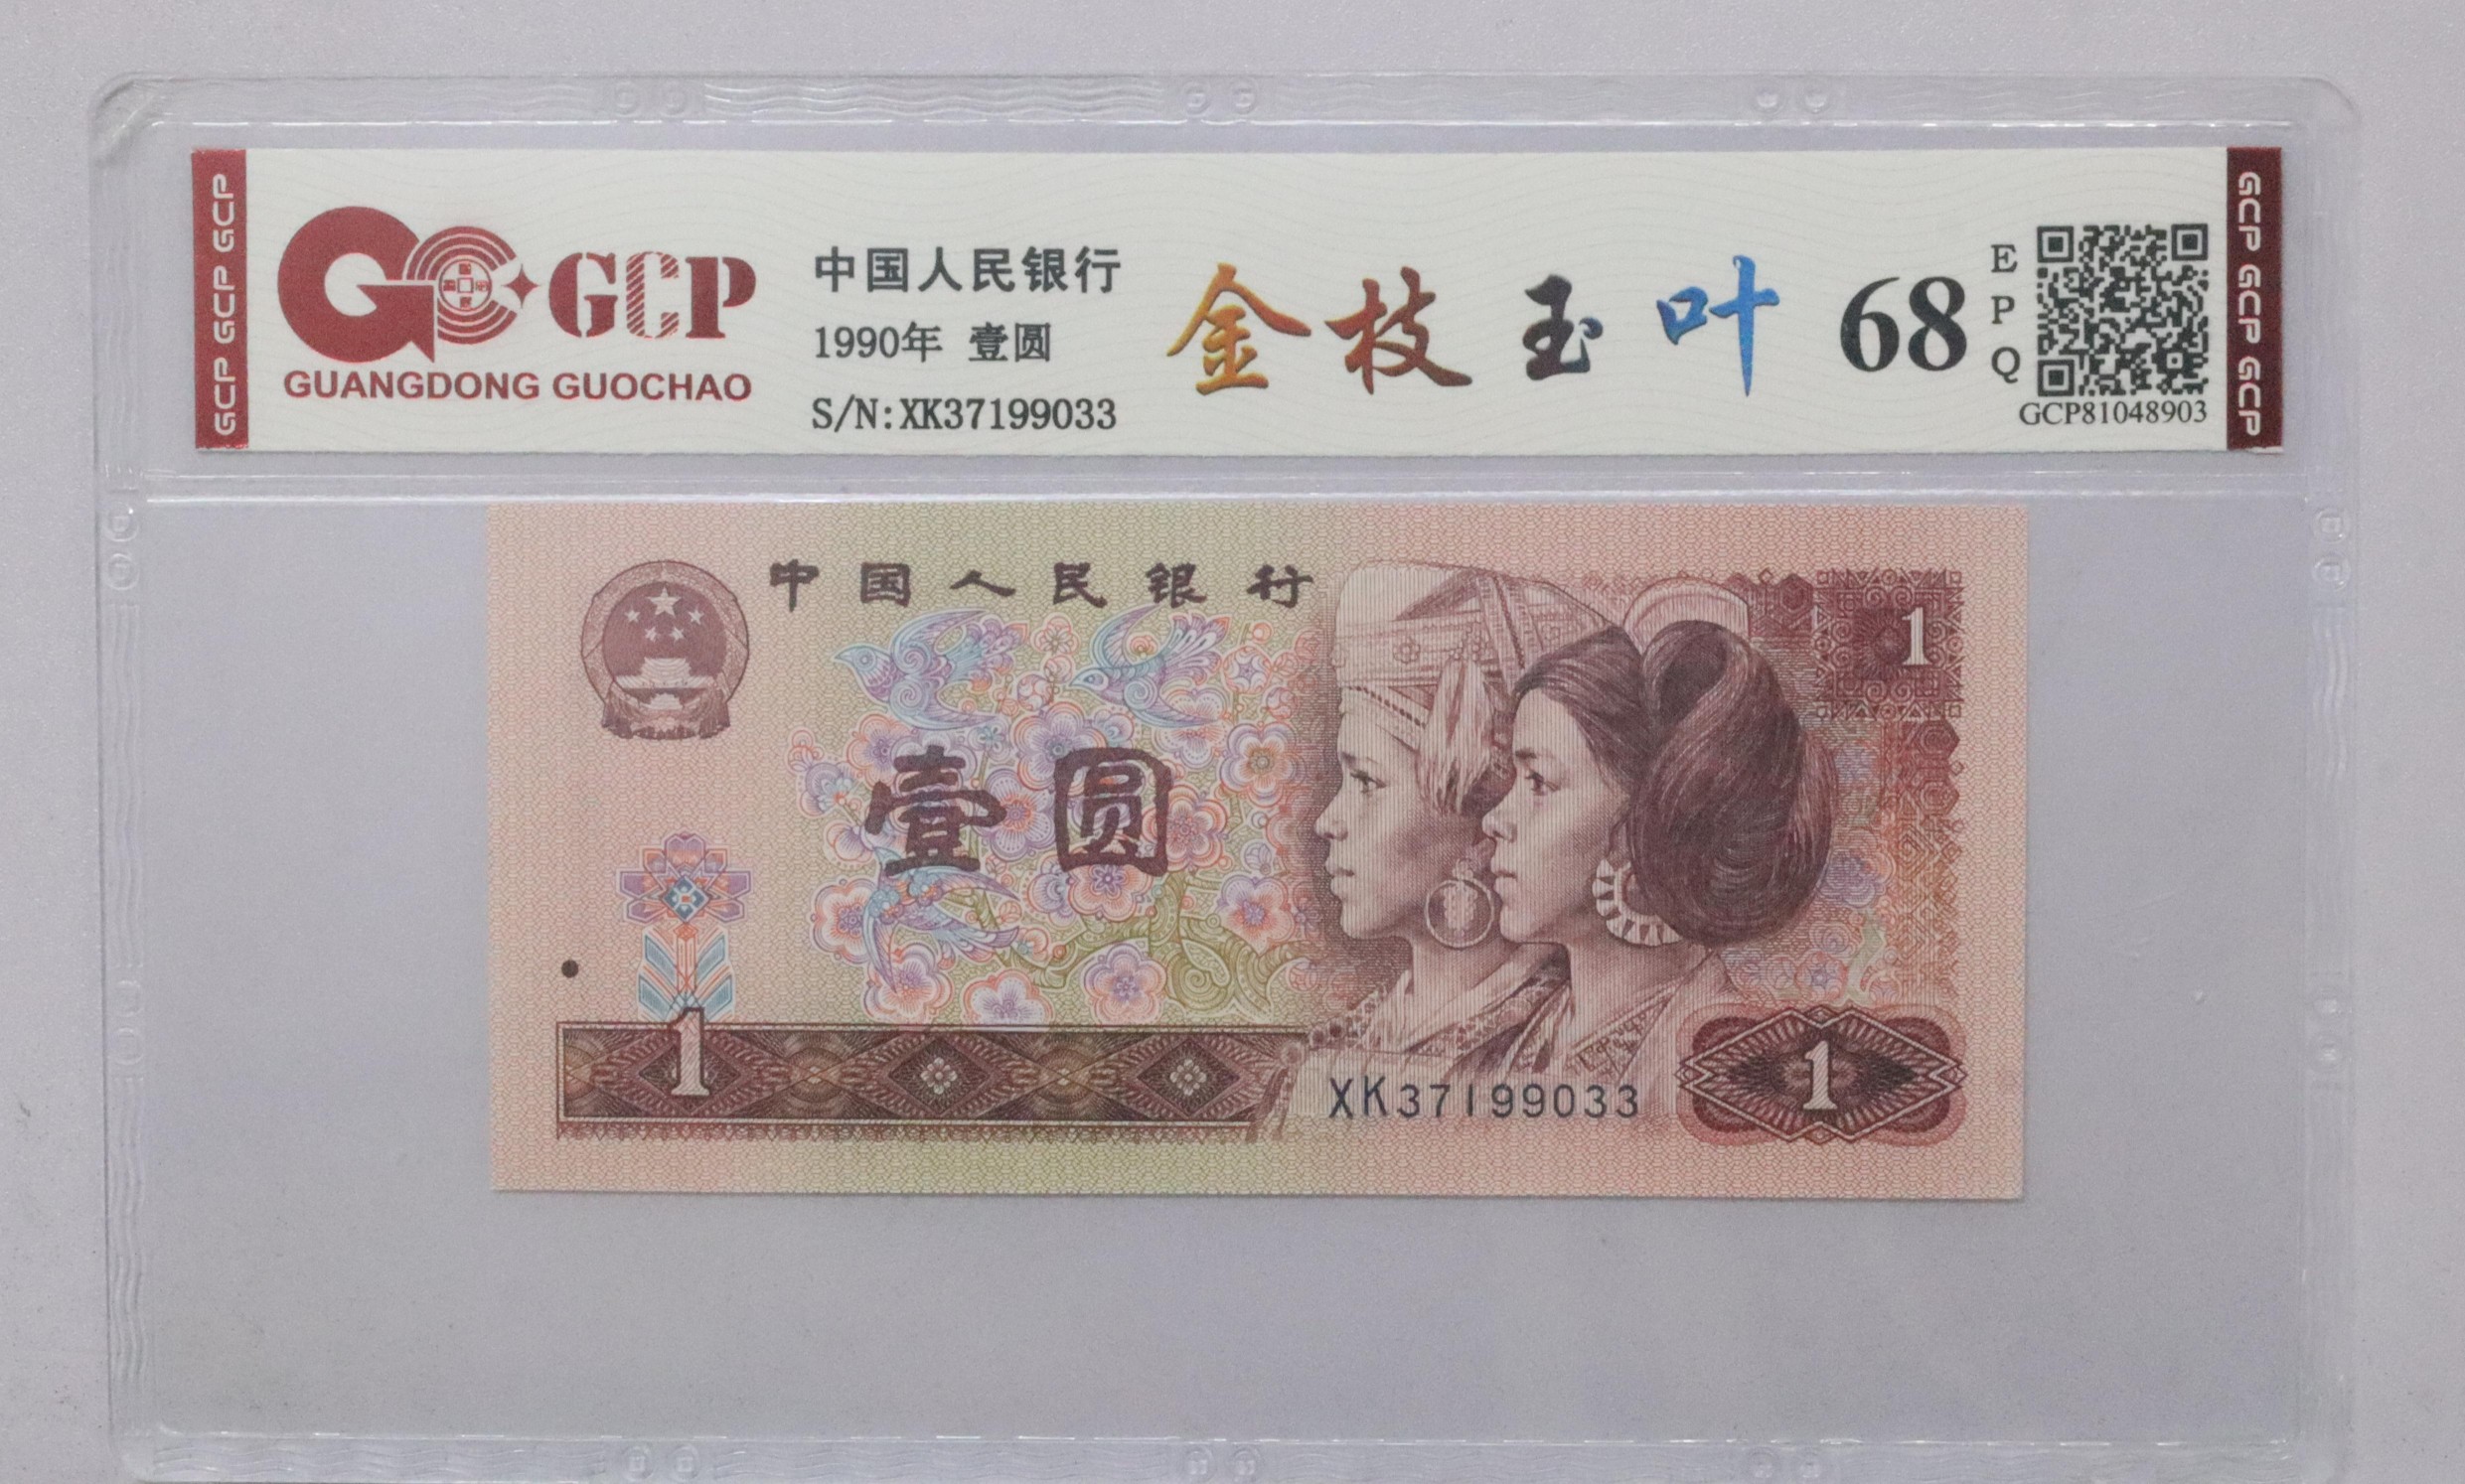 GCP GCP GCP
GCP
GUANGDONG GUOCHAO
中国人民银行
1990年 壹圆
S/N:XK37199033
金枝玉叶
68
EPQ
GCP81048903
GCP GCP GCP
中国人民银行
1
壹圆
1
XK37199033
1